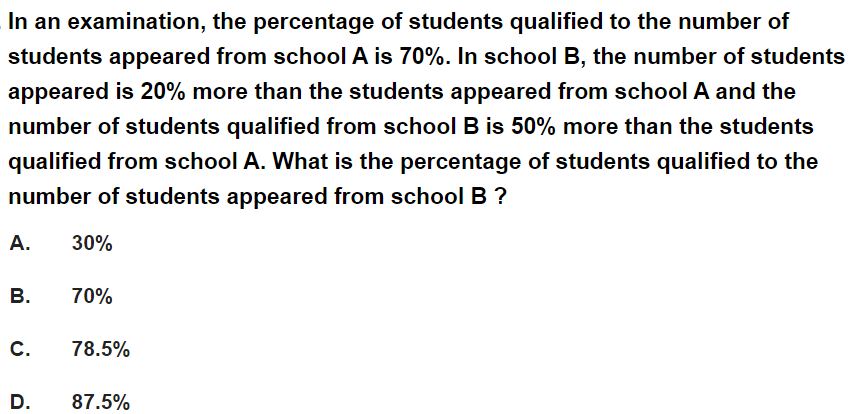 In an examination, the percentage of students qualified to the number of
students appeared from school A is 70%. In school B, the number of students
appeared is 20% more than the students appeared from school A and the
number of students qualified from school B is 50% more than the students
qualified from school A. What is the percentage of students qualified to the
number of students appeared from school B ?
A. 30%
B. 70%
C. 78.5%
D. 87.5%